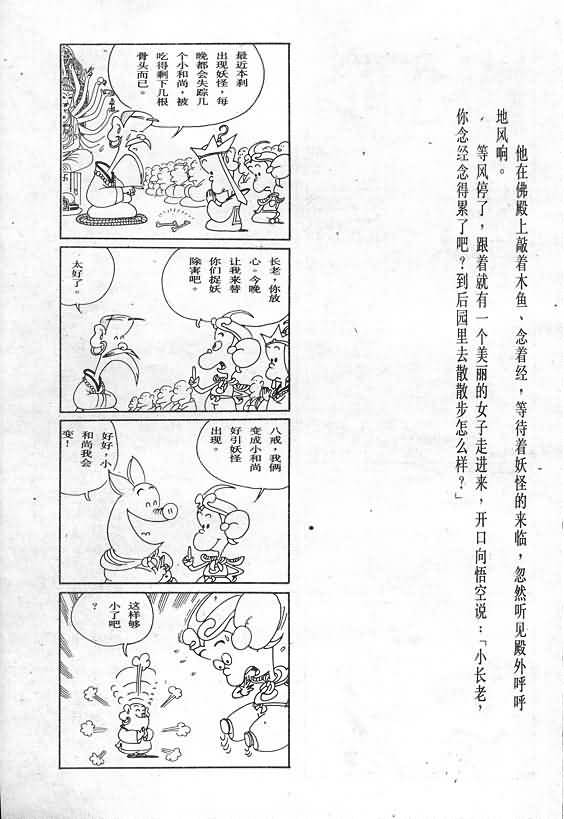 他在佛殿上敲着木鱼、念着经，等待着妖怪的来临，忽然听见殿外呼呼
地风响。
等风停了，跟着就有一个美丽的女子走进来，开口向悟空说：「小长老，
你念经念得累了吧？到后园里去散散步怎么样？」
最近本刹
出现妖怪，每
晚都会失踪几
个小和尚，被
吃得剩下几根
骨头而已。
长老，你放
心。今晚
让我来替
你们捉妖
除害吧。
太好了。
八戒，我俩
变成小和尚
好引妖怪
出现。
好好，小
和尚我会
变！
这样够
小了吧
？